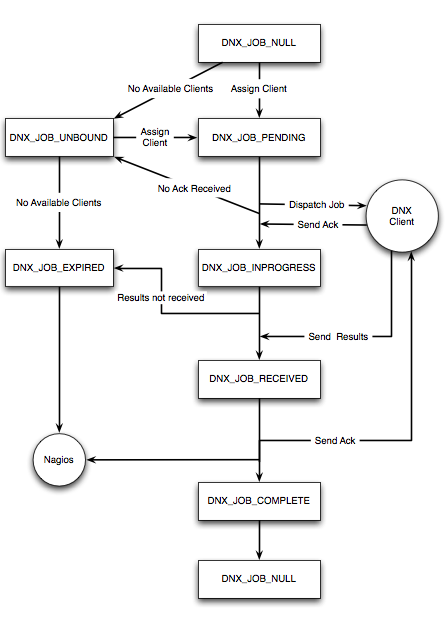 DNX_JOB_NULL
No Available Clients
Assign Client
DNX_JOB_UNBOUND
Assign
Client
DNX_JOB_PENDING
No Ack Received
No Available Clients
Dispatch Job
DNX
Client
Send Ack
DNX_JOB_EXPIRED
DNX_JOB_INPROGRESS
Results not received
Send Results
DNX_JOB_RECEIVED
Send Ack
Nagios
DNX_JOB_COMPLETE
DNX_JOB_NULL